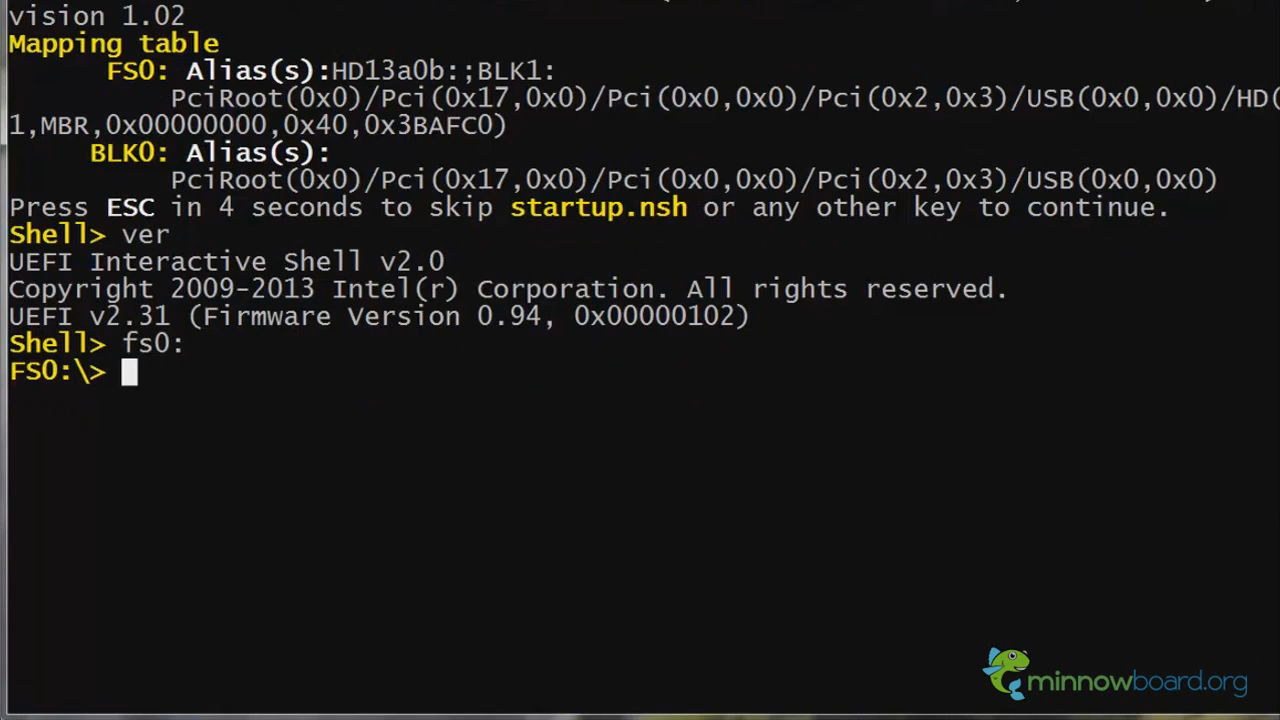 vision 1.02
Mapping table
FS0: Alias(s):HD13a0b:;BLK1:
PciRoot(0x0)/Pci(0x17,0x0)/Pci(0x0,0x0)/Pci(0x2,0x3)/USB(0x0,0x0)/HD(
1,MBR,0x00000000,0x40,0x3BAFC0)
BLK0: Alias(s):
PciRoot(0x0)/Pci(0x17,0x0)/Pci(0x0,0x0)/Pci(0x2,0x3)/USB(0x0,0x0)
Press ESC in 4 seconds to skip startup.nsh or any other key to continue.
Shell> ver
UEFI Interactive Shell v2.0
Copyright 2009-2013 Intel(r) Corporation. All rights reserved.
UEFI v2.31 (Firmware Version 0.94, 0x00000102)
Shell> fs0:
FS0:\>
minnowboard.org